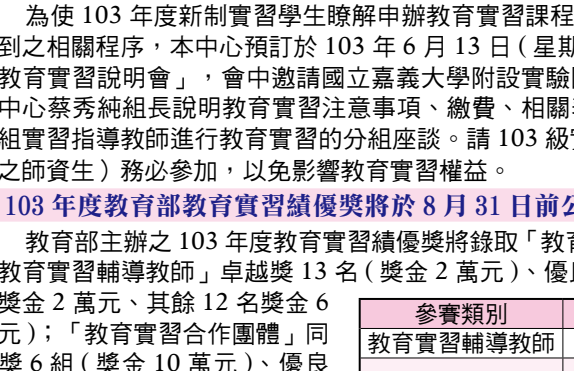 為使 103 年度新制實習學生瞭解申辦教育實習課程
到之相關程序，本中心預訂於 103 年 6 月 13 日 ( 星期
教育實習說明會」，會中邀請國立嘉義大學附設實驗
中心蔡秀純組長說明教育實習注意事項、繳費、相關
組實習指導教師進行教育實習的分組座談。請 103 級
之師資生）務必參加，以免影響教育實習權益。
103 年度教育部教育實習績優獎將於 8 月 31 日前公
教育部主辦之 103 年度教育實習績優獎將錄取「教育
教育實習輔導教師」卓越獎 13 名 ( 獎金 2 萬元 )、優良
獎金 2 萬元、其餘 12 名獎金 6
元 )；「教育實習合作團體」同
獎 6 組 ( 獎金 10 萬元 )、優良
參賽類別
教育實習輔導教師